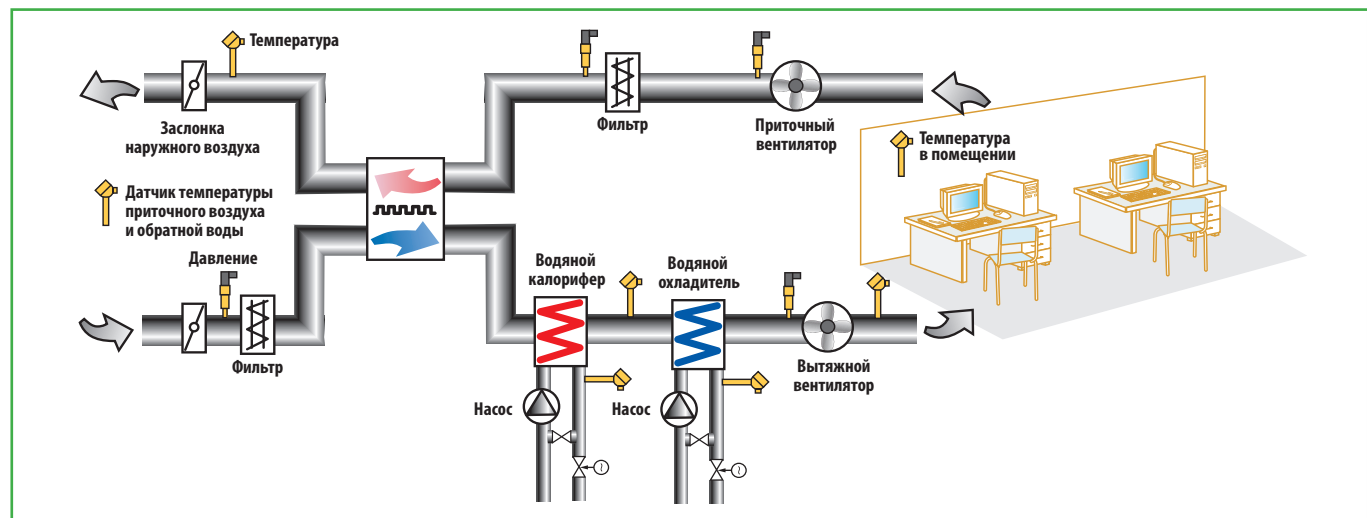 Температура
Заслонка
наружного воздуха
Фильтр
Приточный
вентилятор
Температура
в помещении
Датчик температуры
приточного воздуха
и обратной воды
Давление
Фильтр
Водяной
калорифер
Водяной
охладитель
Вытяжной
вентилятор
Насос
Насос